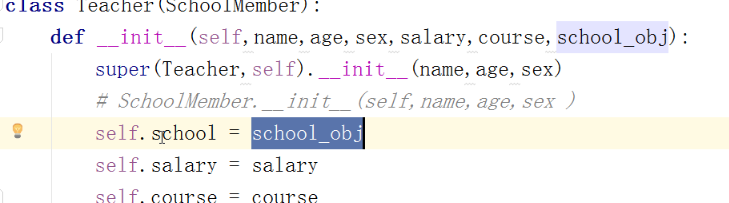 class Teacher(SchoolMember):
def __init__(self,name,age,sex,salary,course,school_obj):
super(Teacher,self).__init__(name,age,sex)
# SchoolMember.__init__(self,name,age,sex )
self.school = school_obj
self.salary = salary
self.course = course